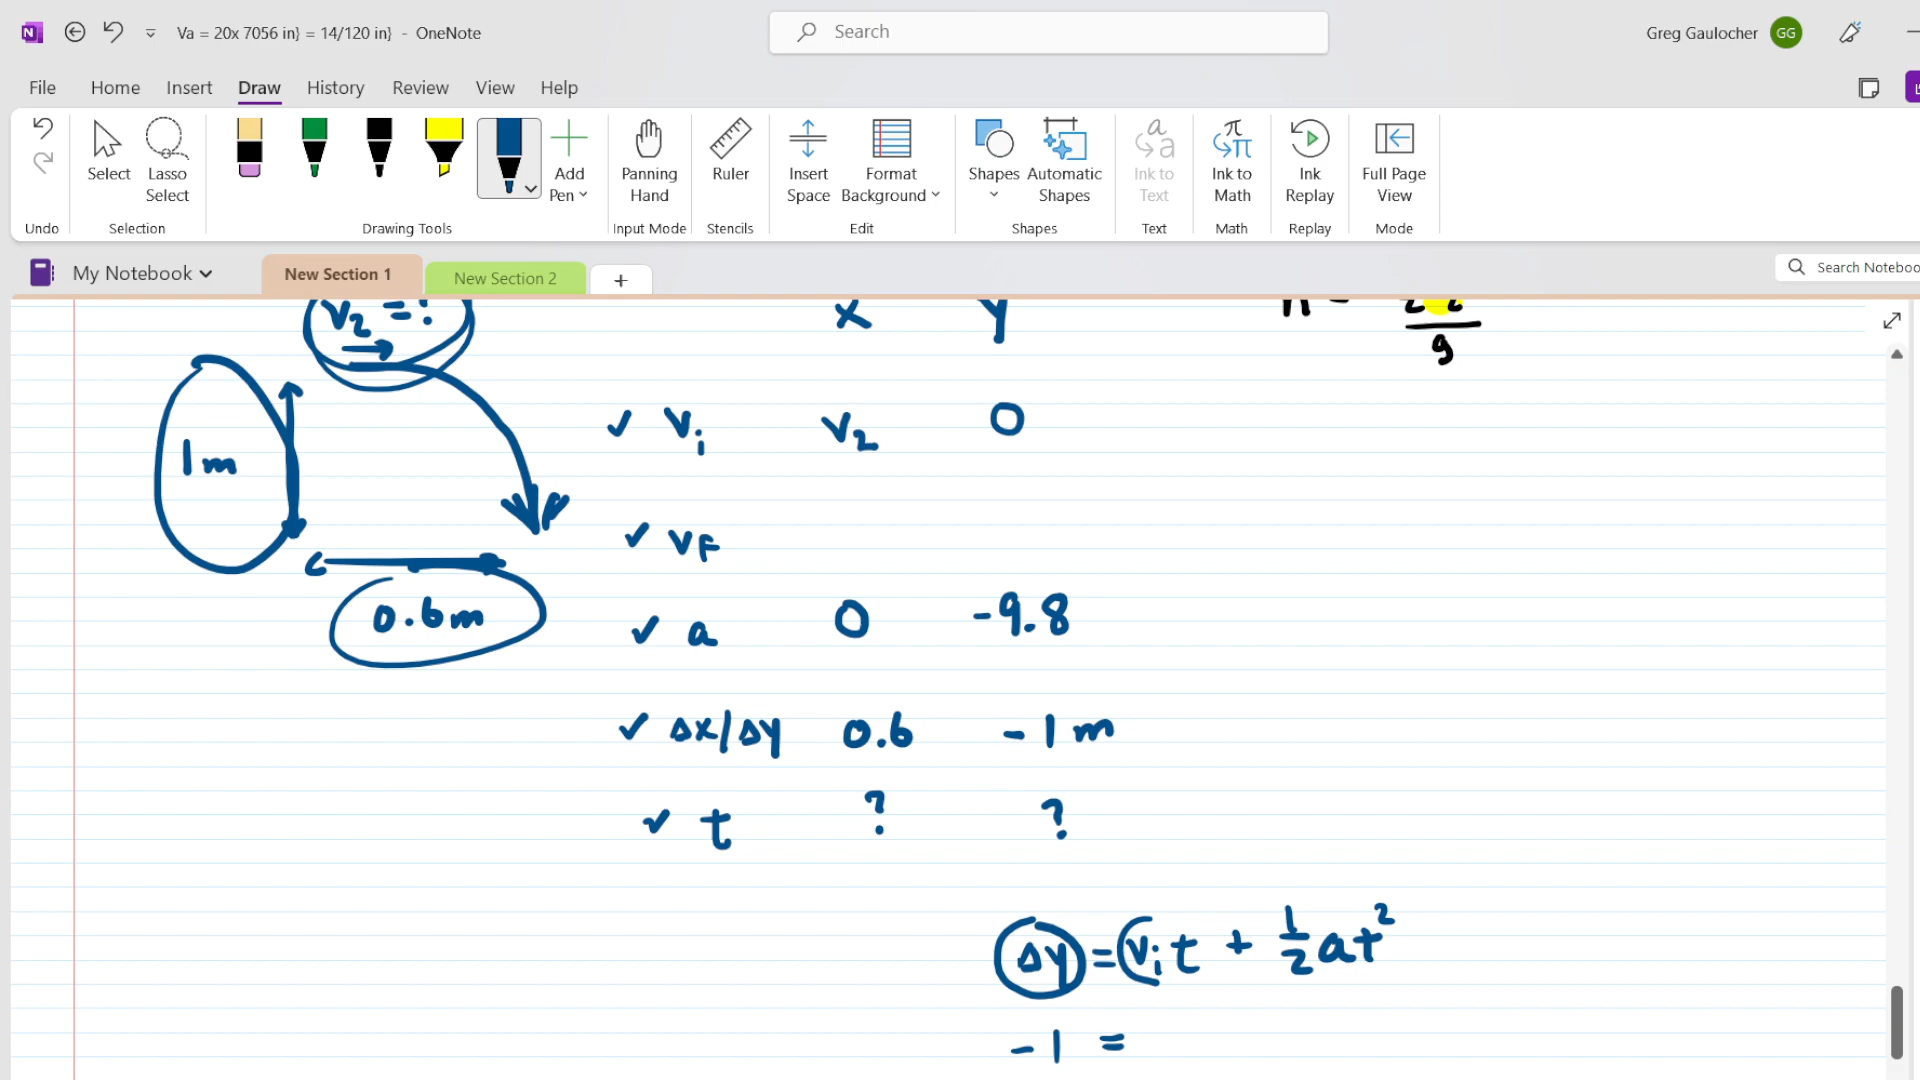 Va = 20x 7056 in} = 14/120 in} - OneNote
Search
Greg Gaulocher GG
File Home Insert Draw History Review View Help
Select
Lasso Select
Add Pen
Panning Hand
Ruler
Insert Space
Format Background
Shapes
Automatic Shapes
Ink to Text
Ink to Math
Ink Replay
Full Page View
Undo Selection Drawing Tools Input Mode Stencils Edit Shapes Text Math Replay Mode
My Notebook New Section 1 New Section 2 + Search Noteboo
V₂ = ?
x y
9
1m
✓ Vi V₂ 0
✓ VF
0.6m
✓ a 0 -9.8
✓ Δx/Δy 0.6 -1m
✓ t ? ?
Δy = Vit + 1/2 at²
-1 =